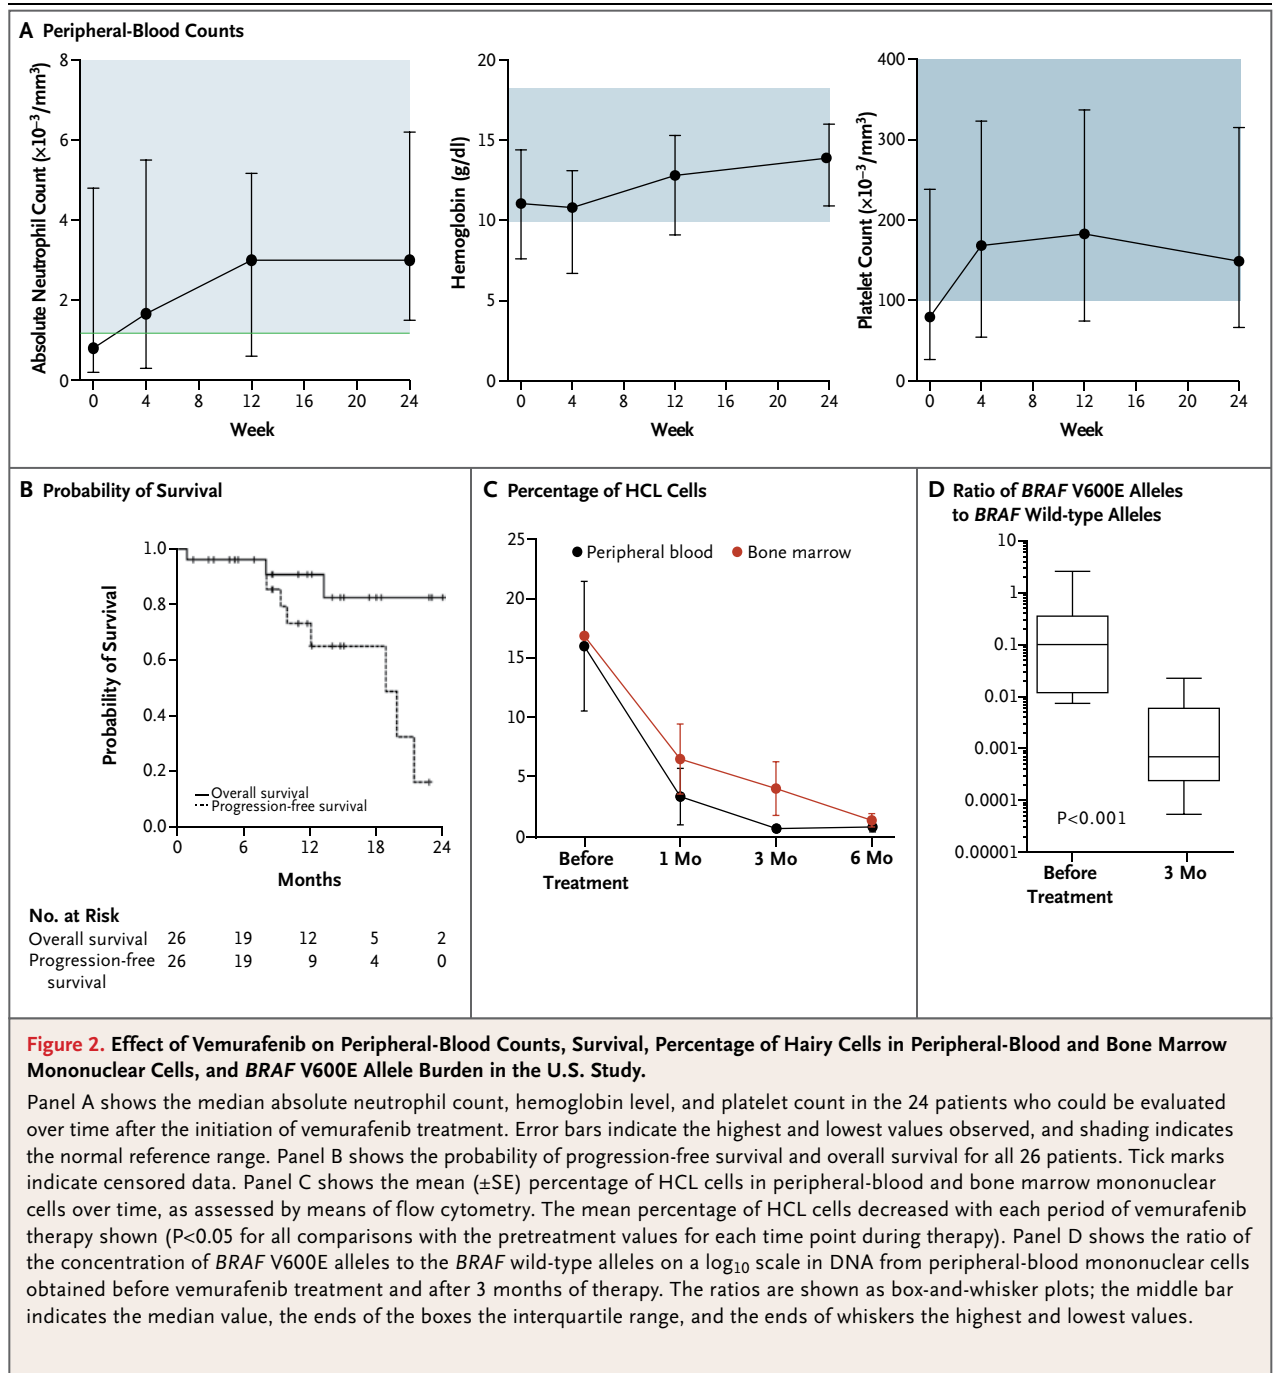 A Peripheral-Blood Counts
Absolute Neutrophil Count (×10⁻³/mm³)
8
6
4
2
0
0 4 8 12 16 20 24
Week
Hemoglobin (g/dl)
20
15
10
5
0
0 4 8 12 16 20 24
Week
Platelet Count (×10⁻³/mm³)
400
300
200
100
0
0 4 8 12 16 20 24
Week
B Probability of Survival
Probability of Survival
1.0
0.8
0.6
0.4
0.2
0.0
Overall survival
Progression-free survival
0 6 12 18 24
Months
No. at Risk
Overall survival 26 19 12 5 2
Progression-free 26 19 9 4 0
survival
C Percentage of HCL Cells
25
20
15
10
5
0
Peripheral blood Bone marrow
Before 1 Mo 3 Mo 6 Mo
Treatment
D Ratio of BRAF V600E Alleles
to BRAF Wild-type Alleles
10
1
0.1
0.01
0.001
0.0001
0.00001
P<0.001
Before 3 Mo
Treatment
Figure 2. Effect of Vemurafenib on Peripheral-Blood Counts, Survival, Percentage of Hairy Cells in Peripheral-Blood and Bone Marrow
Mononuclear Cells, and BRAF V600E Allele Burden in the U.S. Study.
Panel A shows the median absolute neutrophil count, hemoglobin level, and platelet count in the 24 patients who could be evaluated
over time after the initiation of vemurafenib treatment. Error bars indicate the highest and lowest values observed, and shading indicates
the normal reference range. Panel B shows the probability of progression-free survival and overall survival for all 26 patients. Tick marks
indicate censored data. Panel C shows the mean (±SE) percentage of HCL cells in peripheral-blood and bone marrow mononuclear
cells over time, as assessed by means of flow cytometry. The mean percentage of HCL cells decreased with each period of vemurafenib
therapy shown (P<0.05 for all comparisons with the pretreatment values for each time point during therapy). Panel D shows the ratio of
the concentration of BRAF V600E alleles to the BRAF wild-type alleles on a log₁₀ scale in DNA from peripheral-blood mononuclear cells
obtained before vemurafenib treatment and after 3 months of therapy. The ratios are shown as box-and-whisker plots; the middle bar
indicates the median value, the ends of the boxes the interquartile range, and the ends of whiskers the highest and lowest values.